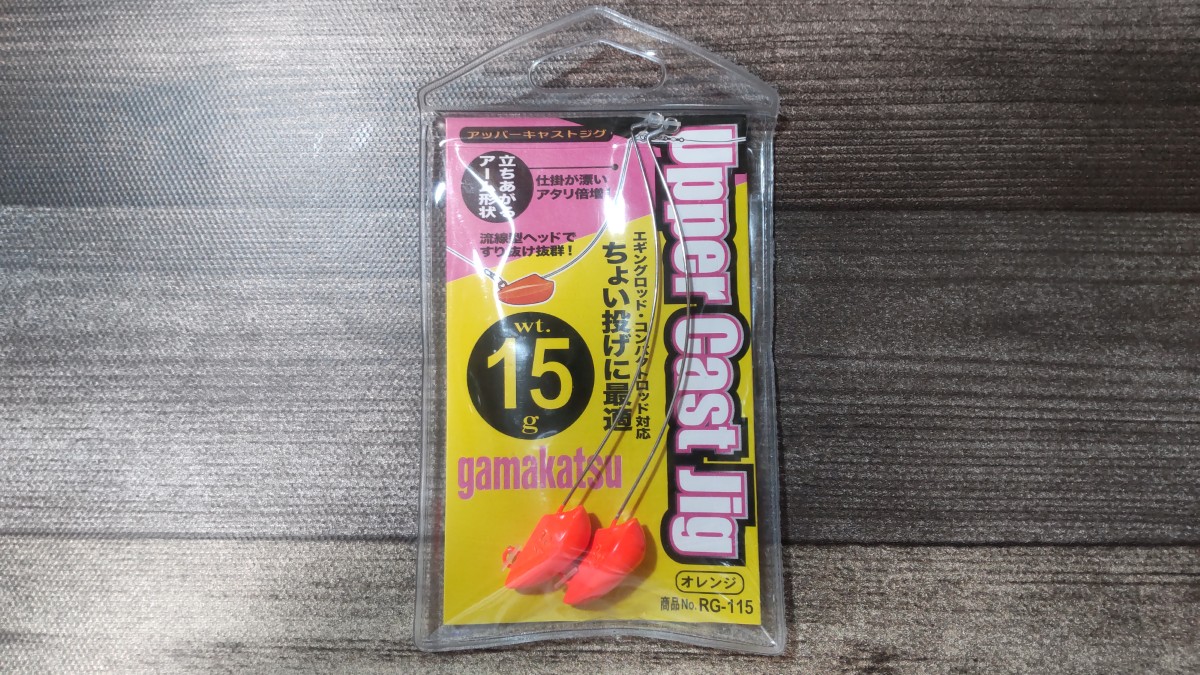 アッパーキャストジグ
立ちあがる
アーム形状
仕掛が漂い
アタリ倍増!
流線型ヘッドで
すり抜け抜群!
エギングロッド・コンパクトロッド対応
ちょい投げに最適
wt.
15
g
gamakatsu
Upper Cast Jig
オレンジ
商品No. RG-115